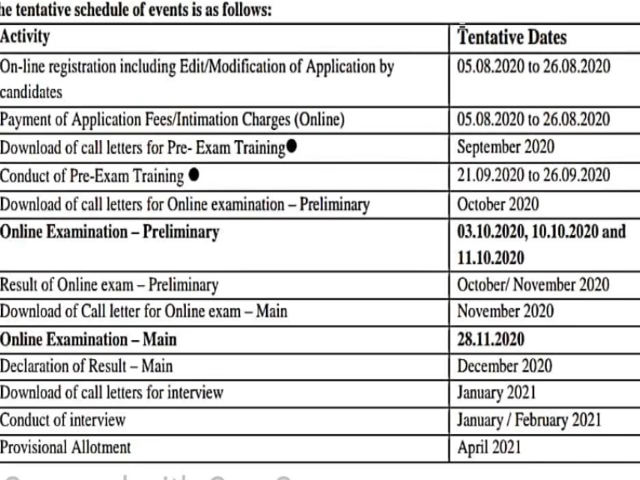 he tentative schedule of events is as follows:
Activity Tentative Dates
On-line registration including Edit/Modification of Application by 05.08.2020 to 26.08.2020
candidates
Payment of Application Fees/Intimation Charges (Online) 05.08.2020 to 26.08.2020
Download of call letters for Pre- Exam Training● September 2020
Conduct of Pre-Exam Training ● 21.09.2020 to 26.09.2020
Download of call letters for Online examination – Preliminary October 2020
Online Examination – Preliminary 03.10.2020, 10.10.2020 and
11.10.2020
Result of Online exam – Preliminary October/ November 2020
Download of Call letter for Online exam – Main November 2020
Online Examination – Main 28.11.2020
Declaration of Result – Main December 2020
Download of call letters for interview January 2021
Conduct of interview January / February 2021
Provisional Allotment April 2021